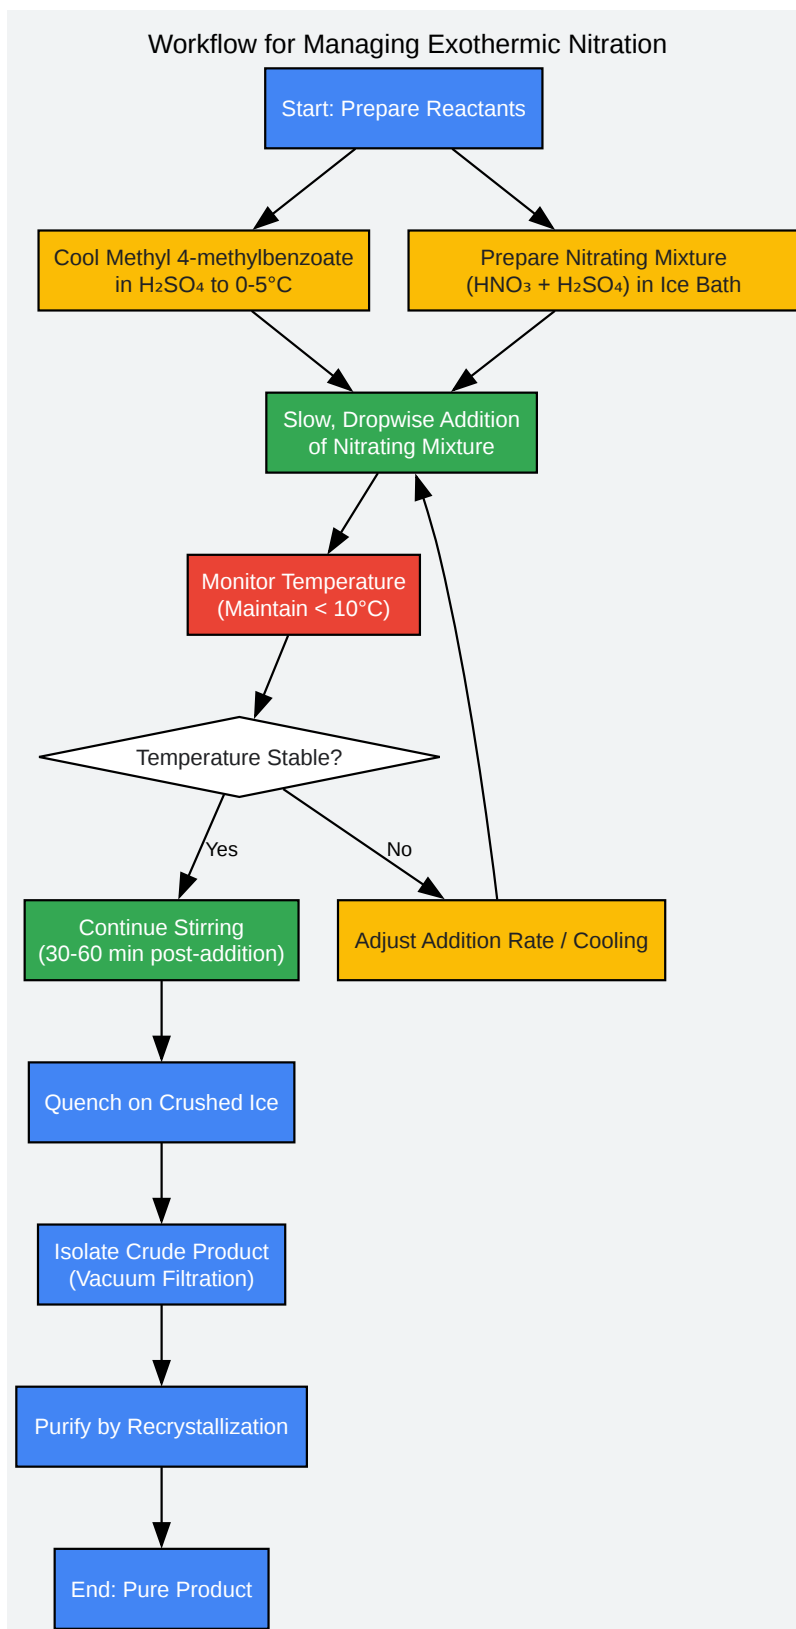 Workflow for Managing Exothermic Nitration
Start: Prepare Reactants
Cool Methyl 4-methylbenzoate
in H₂SO₄ to 0-5°C
Prepare Nitrating Mixture
(HNO₃ + H₂SO₄) in Ice Bath
Slow, Dropwise Addition
of Nitrating Mixture
Monitor Temperature
(Maintain < 10°C)
Temperature Stable?
Yes
No
Continue Stirring
(30-60 min post-addition)
Adjust Addition Rate / Cooling
Quench on Crushed Ice
Isolate Crude Product
(Vacuum Filtration)
Purify by Recrystallization
End: Pure Product